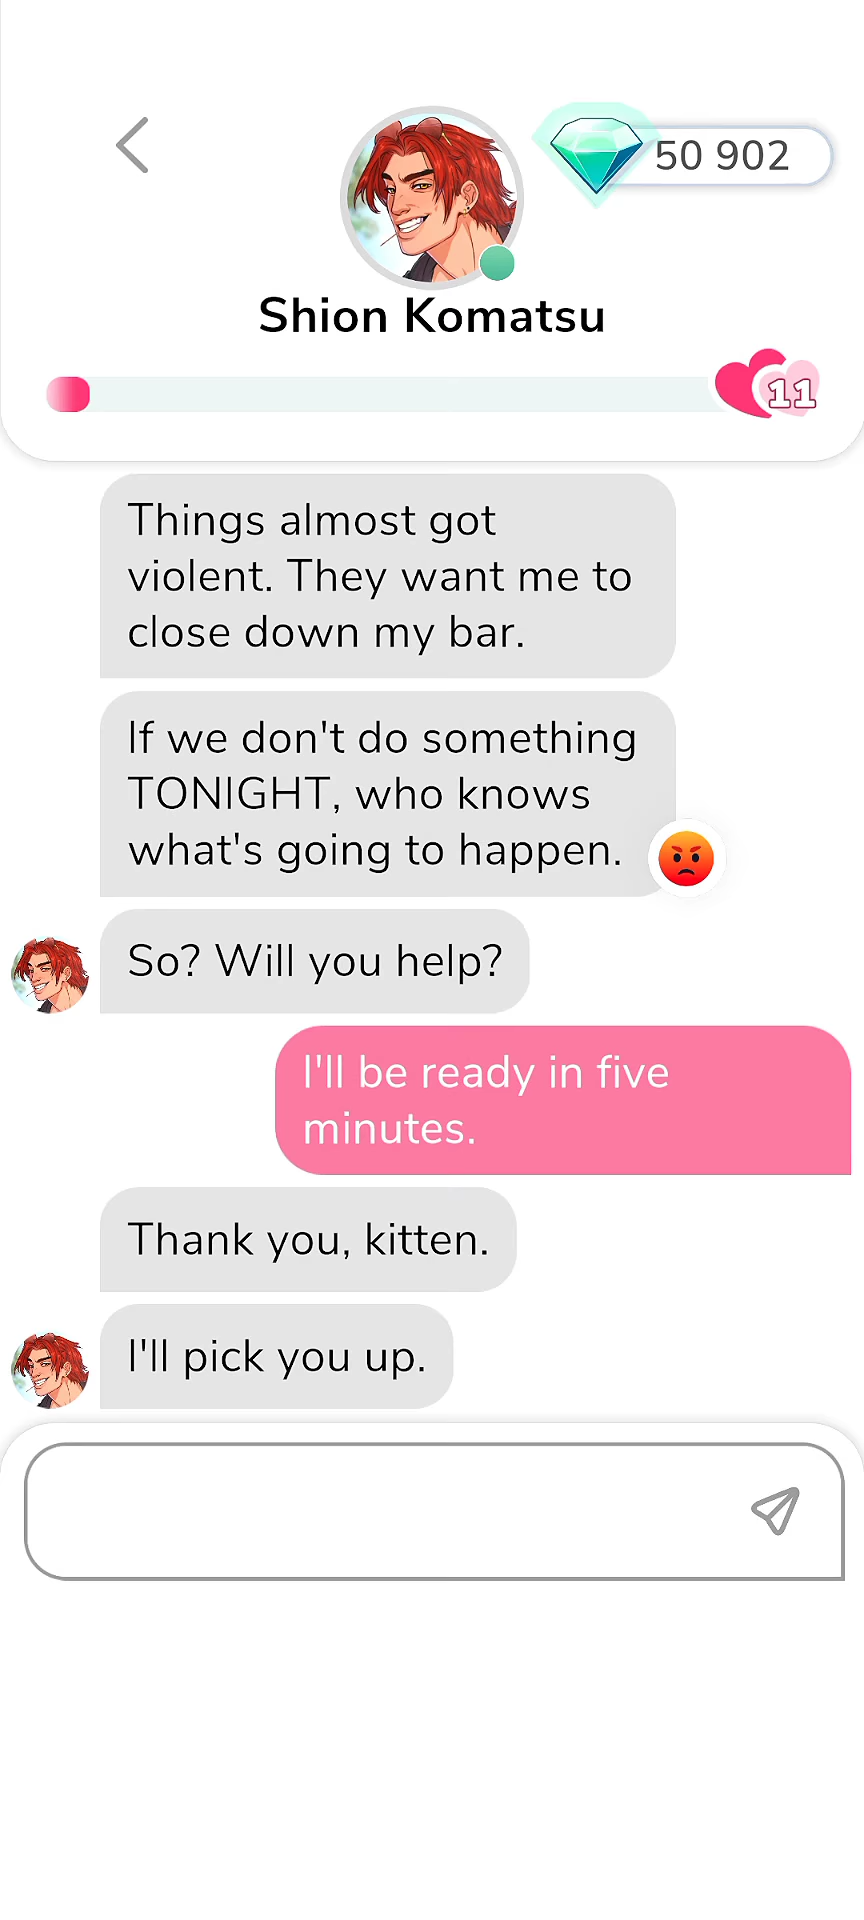 50 902
Shion Komatsu
11
Things almost got
violent. They want me to
close down my bar.
If we don't do something
TONIGHT, who knows
what's going to happen.
So? Will you help?
I'll be ready in five
minutes.
Thank you, kitten.
I'll pick you up.